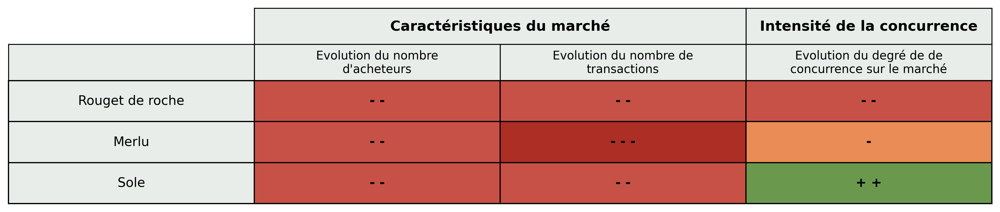 Caractéristiques du marché
Intensité de la concurrence
Evolution du nombre
d'acheteurs
Evolution du nombre de
transactions
Evolution du degré de de
concurrence sur le marché
Rouget de roche
- -
- -
- -
Merlu
- -
- - -
-
Sole
- -
- -
+ +